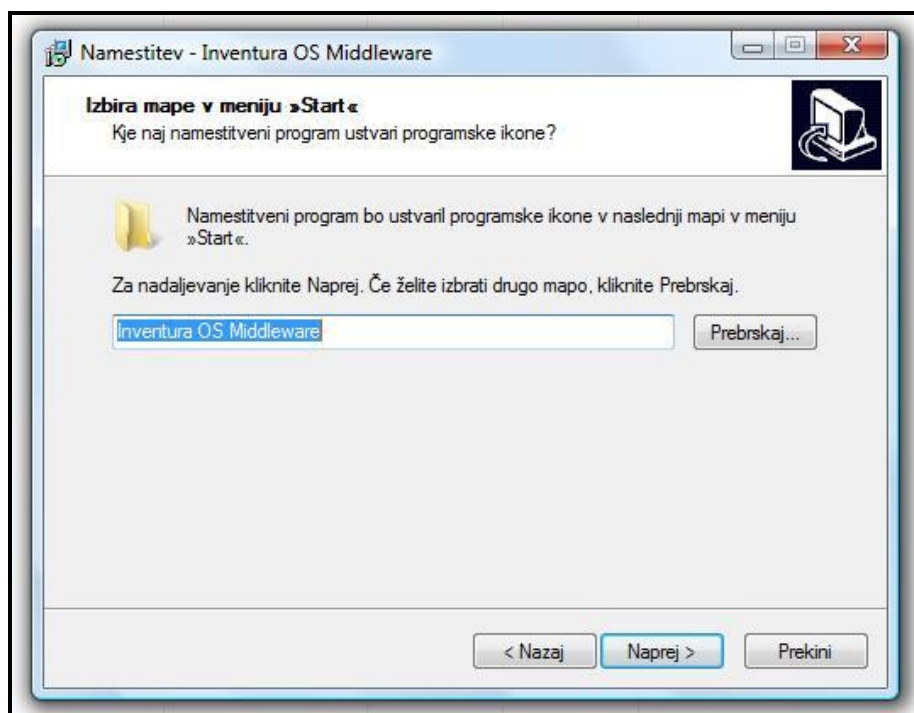 Namestitev - Inventura OS Middleware
Izbira mape v meniju »Start«
Kje naj namestitveni program ustvari programske ikone?
Namestitveni program bo ustvaril programske ikone v naslednji mapi v meniju
»Start«.
Za nadaljevanje kliknite Naprej. Če želite izbrati drugo mapo, kliknite Prebrskaj.
Inventura OS Middleware
Prebrskaj...
< Nazaj
Naprej >
Prekini